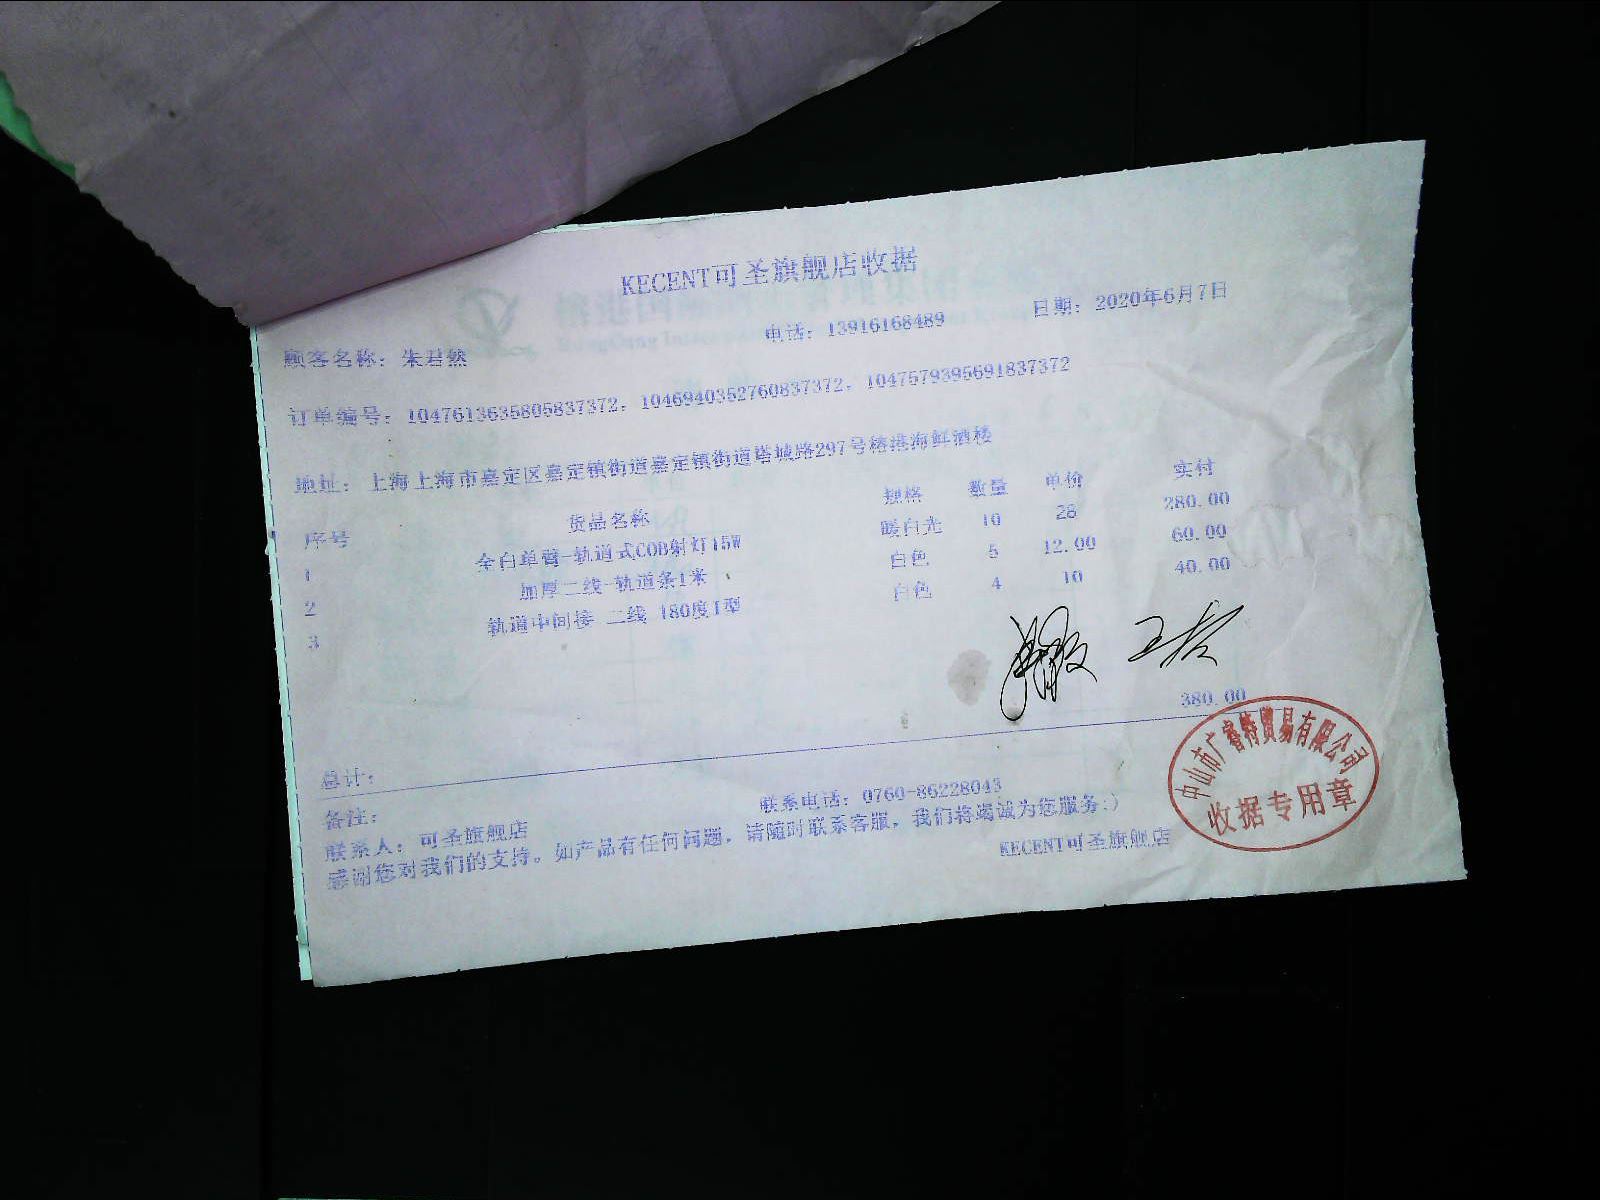 KECENT可圣旗舰店收据
顾客名称：朱君然 电话：13916168489 日期：2020年6月7日
订单编号：1047613635805837372，1046940352760837372，1047579395691837372
地址：上海上海市嘉定区嘉定镇街道嘉定镇街道塔城路297号榕港海鲜酒楼
序号 货品名称 规格 数量 单价 实付
1 全白单臂-轨道式COB射灯15W 暖白光 10 28 280.00
2 加厚二线-轨道条1米 白色 5 12.00 60.00
3 轨道中间接 二线 180度I型 白色 4 10 40.00
总计： 380.00
备注：
联系人：可圣旗舰店 联系电话：0760-86228043
感谢您对我们的支持。如产品有任何问题，请随时联系客服，我们将竭诚为您服务:)
KECENT可圣旗舰店
中山市广睿特贸易有限公司
收据专用章